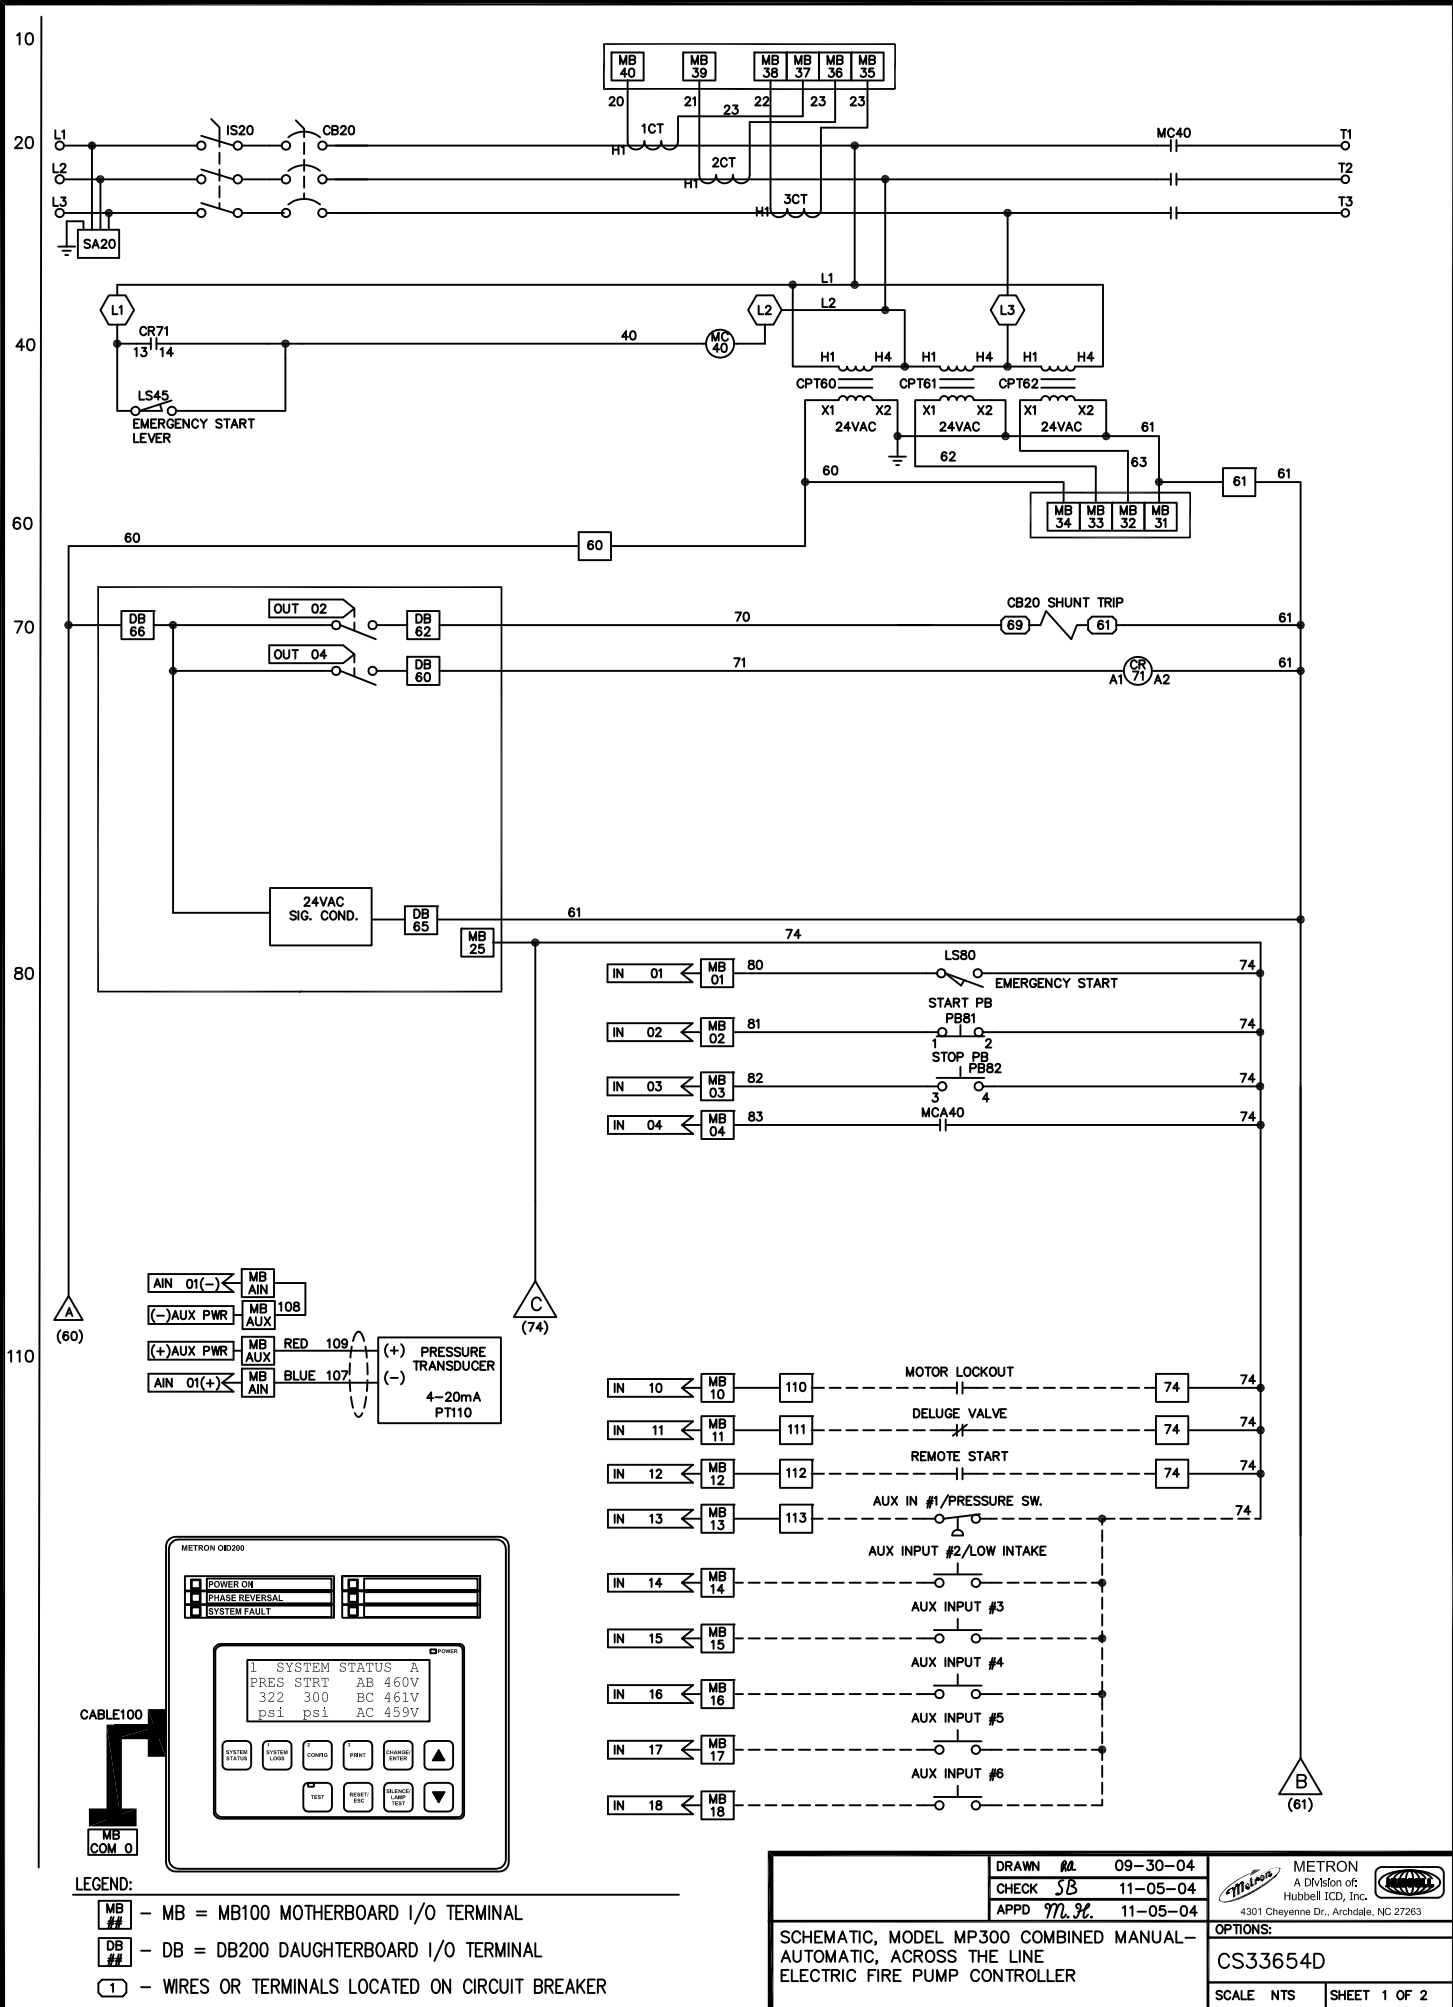 10
MB MB MB MB MB MB
40 39 38 37 36 35
20 21 23 22 23 23
20
L1 IS20 CB20 H1 1CT MC40 T1
L2 H1 2CT T2
L3 H1 3CT T3
SA20
L1
L2
L1 L2 L3
CR71
13 14
40
40
MC
40
H1 H4 H1 H4 H1 H4
CPT60 CPT61 CPT62
LS45
EMERGENCY START
LEVER
X1 X2 X1 X2 X1 X2
24VAC 24VAC 24VAC 61
60 62 63
61 61
MB MB MB MB
34 33 32 31
60
60 60
OUT 02
CB20 SHUNT TRIP
70
DB
66
DB
62
70 69 61 61
OUT 04
DB
60
71 A1 CR
71 A2 61
24VAC
SIG. COND.
DB
65
61
MB
25
74
80
LS80
IN 01 MB
01 80 74
EMERGENCY START
START PB
PB81
IN 02 MB
02 81 1 2 74
STOP PB
PB82
IN 03 MB
03 82 3 4 74
MCA40
IN 04 MB
04 83 74
AIN 01(-) MB
AIN
(-)AUX PWR MB
AUX 108
A
(60)
C
(74)
110
(+)AUX PWR MB
AUX RED 109 (+) PRESSURE
TRANSDUCER
AIN 01(+) MB
AIN BLUE 107 (-)
4-20mA
PT110
MOTOR LOCKOUT
IN 10 MB
10 110 74 74
DELUGE VALVE
IN 11 MB
11 111 74 74
REMOTE START
IN 12 MB
12 112 74 74
AUX IN #1/PRESSURE SW.
IN 13 MB
13 113 74
AUX INPUT #2/LOW INTAKE
IN 14 MB
14
AUX INPUT #3
IN 15 MB
15
AUX INPUT #4
IN 16 MB
16
AUX INPUT #5
IN 17 MB
17
AUX INPUT #6
IN 18 MB
18
B
(61)
METRON OID200
POWER ON
PHASE REVERSAL
SYSTEM FAULT
POWER
1 SYSTEM STATUS A
PRES STRT AB 460V
322 300 BC 461V
psi psi AC 459V
CABLE100
SYSTEM
STATUS
1
SYSTEM
LOGS
2
CONFIG
3
PRINT
CHANGE/
ENTER
TEST
RESET/
ESC
SILENCE/
LAMP
TEST
MB
COM 0
LEGEND:
MB
## - MB = MB100 MOTHERBOARD I/O TERMINAL
DB
## - DB = DB200 DAUGHTERBOARD I/O TERMINAL
1 - WIRES OR TERMINALS LOCATED ON CIRCUIT BREAKER
DRAWN RA 09-30-04
CHECK SB 11-05-04
APPD M.H. 11-05-04
SCHEMATIC, MODEL MP300 COMBINED MANUAL-
AUTOMATIC, ACROSS THE LINE
ELECTRIC FIRE PUMP CONTROLLER
Metron
METRON
A Division of:
Hubbell ICD, Inc.
HUBBELL
4301 Cheyenne Dr., Archdale, NC 27263
OPTIONS:
CS33654D
SCALE NTS SHEET 1 OF 2